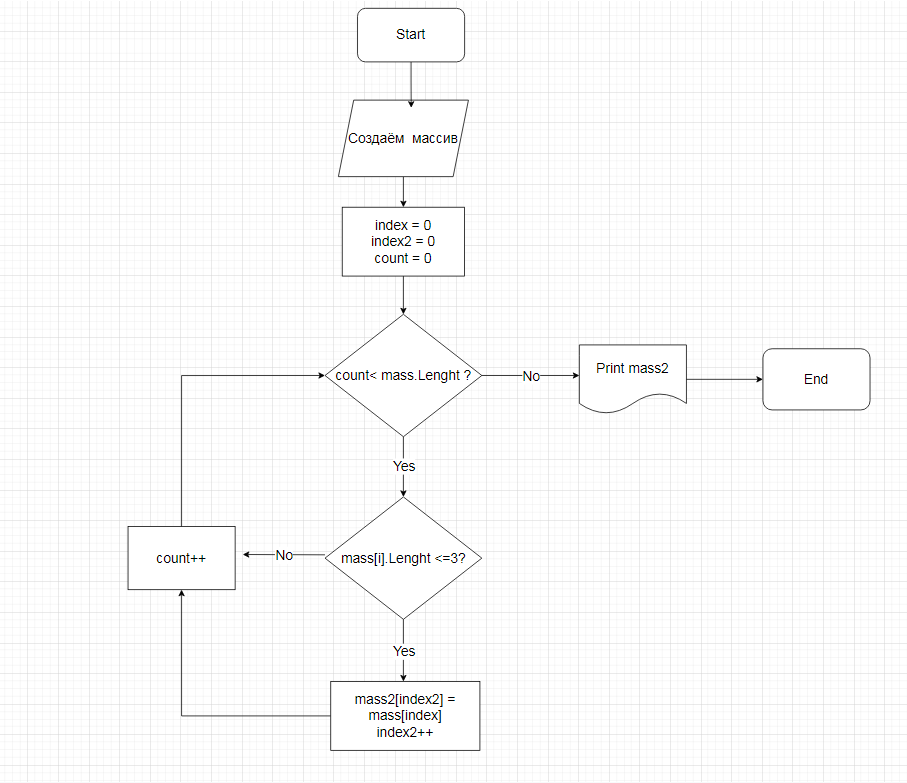 Start
Создаём массив
index = 0
index2 = 0
count = 0
count< mass.Lenght ?
No
Print mass2
End
Yes
mass[i].Lenght <=3?
No
count++
Yes
mass2[index2] =
mass[index]
index2++